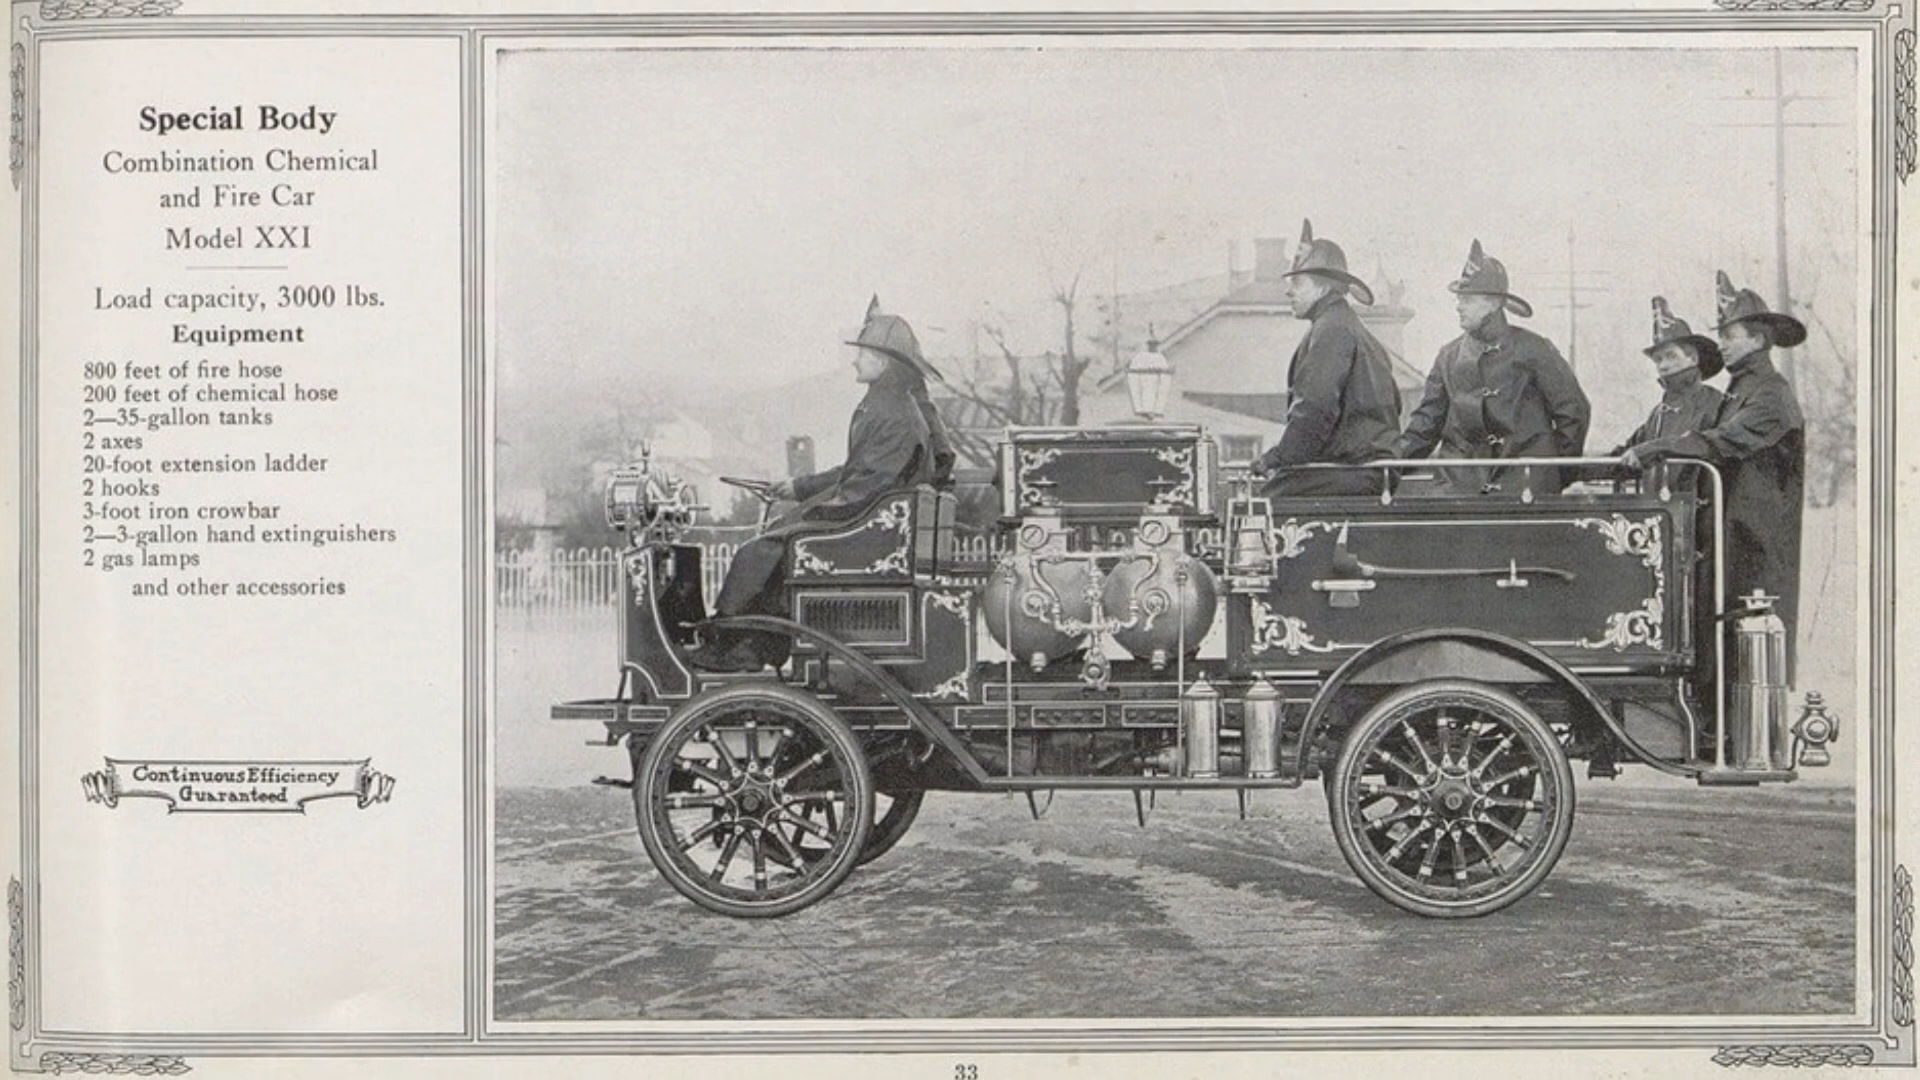 Special Body
Combination Chemical
and Fire Car
Model XXI
Load capacity, 3000 lbs.
Equipment
800 feet of fire hose
200 feet of chemical hose
2—35-gallon tanks
2 axes
20-foot extension ladder
2 hooks
3-foot iron crowbar
2—3-gallon hand extinguishers
2 gas lamps
and other accessories
Continuous Efficiency
Guaranteed
33